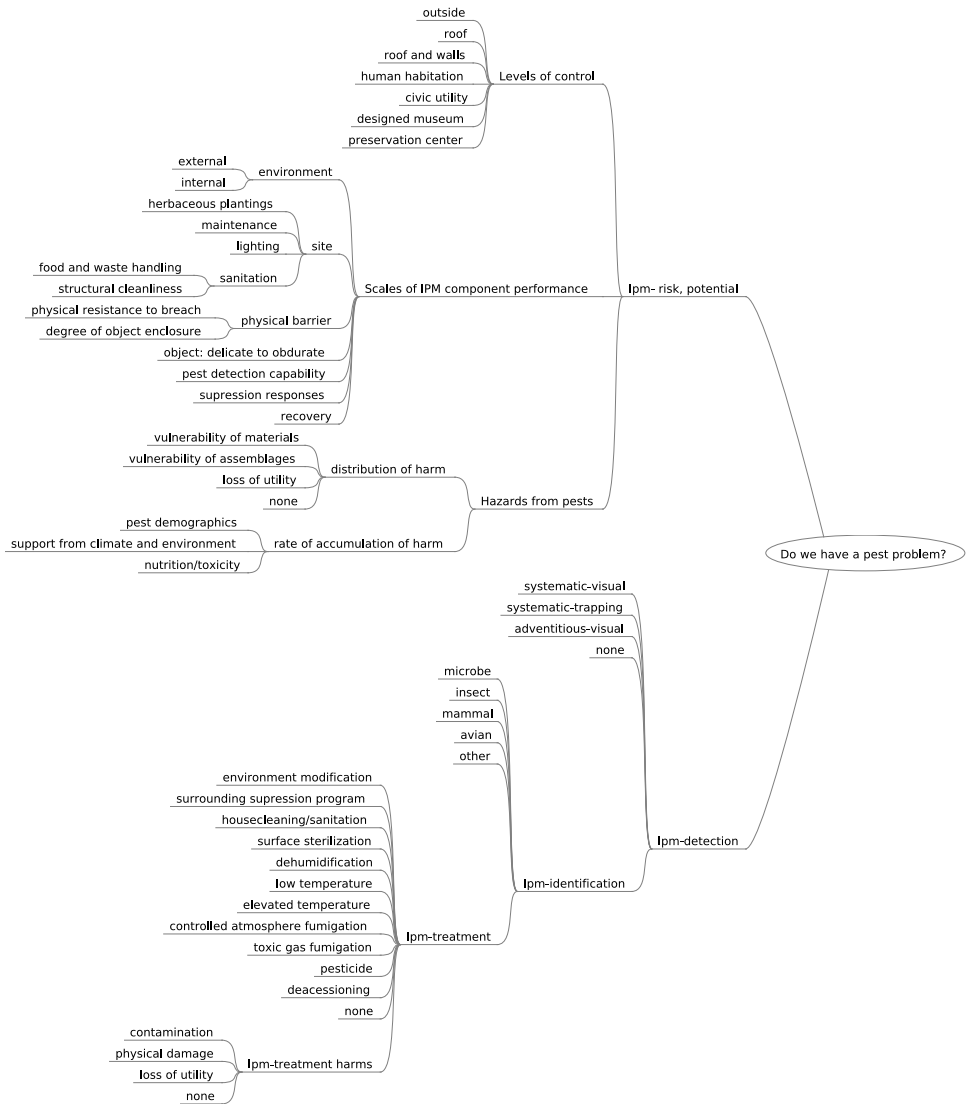 outside
roof
roof and walls
human habitation
civic utility
designed museum
preservation center
Levels of control
external
internal
environment
herbaceous plantings
maintenance
lighting
food and waste handling
structural cleanliness
sanitation
site
physical resistance to breach
degree of object enclosure
physical barrier
object: delicate to obdurate
pest detection capability
supression responses
recovery
Scales of IPM component performance
vulnerability of materials
vulnerability of assemblages
loss of utility
none
distribution of harm
pest demographics
support from climate and environment
nutrition/toxicity
rate of accumulation of harm
Hazards from pests
Ipm- risk, potential
Do we have a pest problem?
systematic-visual
systematic-trapping
adventitious-visual
none
microbe
insect
mammal
avian
other
environment modification
surrounding supression program
housecleaning/sanitation
surface sterilization
dehumidification
low temperature
elevated temperature
controlled atmosphere fumigation
toxic gas fumigation
pesticide
deacessioning
none
contamination
physical damage
loss of utility
none
Ipm-treatment harms
Ipm-treatment
Ipm-identification
Ipm-detection